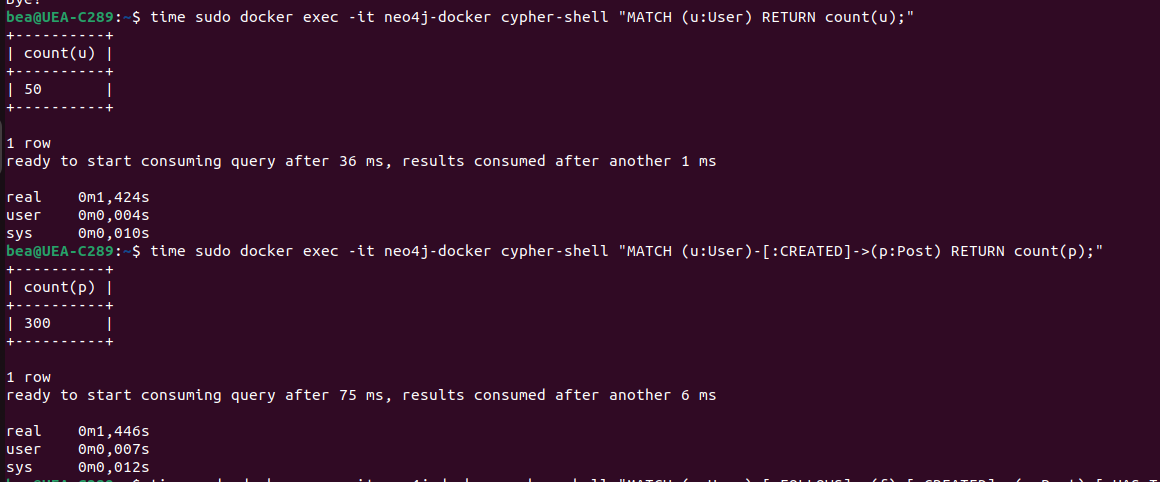 bye!
bea@UEA-C289:~$ time sudo docker exec -it neo4j-docker cypher-shell "MATCH (u:User) RETURN count(u);"
+----------+
| count(u) |
+----------+
| 50       |
+----------+

1 row
ready to start consuming query after 36 ms, results consumed after another 1 ms

real    0m1,424s
user    0m0,004s
sys     0m0,010s
bea@UEA-C289:~$ time sudo docker exec -it neo4j-docker cypher-shell "MATCH (u:User)-[:CREATED]->(p:Post) RETURN count(p);"
+----------+
| count(p) |
+----------+
| 300      |
+----------+

1 row
ready to start consuming query after 75 ms, results consumed after another 6 ms

real    0m1,446s
user    0m0,007s
sys     0m0,012s